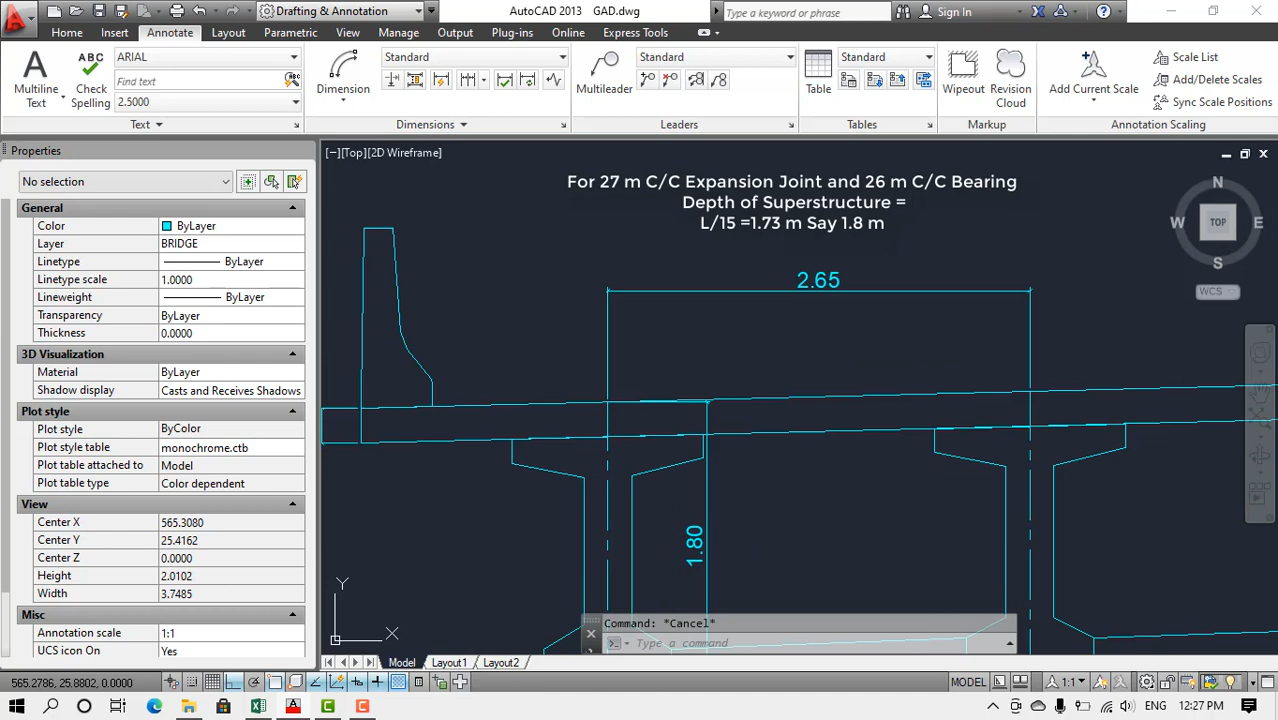 Drafting & Annotation
AutoCAD 2013
GAD.dwg
Type a keyword or phrase
Sign In
Home
Insert
Annotate
Layout
Parametric
View
Manage
Output
Plug-ins
Online
Express Tools
Multiline
Text
ABC
Check
Spelling
ARIAL
Find text
2.5000
Text
Dimension
Standard
Dimensions
Multileader
Standard
Leaders
Table
Standard
Tables
Wipeout
Revision
Cloud
Markup
Add Current Scale
Scale List
Add/Delete Scales
Sync Scale Positions
Annotation Scaling
Properties
No selection
General
Color ByLayer
Layer BRIDGE
Linetype ByLayer
Linetype scale 1.0000
Lineweight ByLayer
Transparency ByLayer
Thickness 0.0000
3D Visualization
Material ByLayer
Shadow display Casts and Receives Shadows
Plot style
Plot style ByColor
Plot style table monochrome.ctb
Plot table attached to Model
Plot table type Color dependent
View
Center X 565.3080
Center Y 25.4162
Center Z 0.0000
Height 2.0102
Width 3.7485
Misc
Annotation scale 1:1
UCS icon On Yes
[−][Top][2D Wireframe]
For 27 m C/C Expansion Joint and 26 m C/C Bearing
Depth of Superstructure =
L/15 =1.73 m Say 1.8 m
2.65
1.80
N
W TOP E
S
WCS
Y
X
Command: *Cancel*
Type a command
Model
Layout1
Layout2
565.2786, 25.8802, 0.0000
MODEL
1:1
ENG
12:27 PM